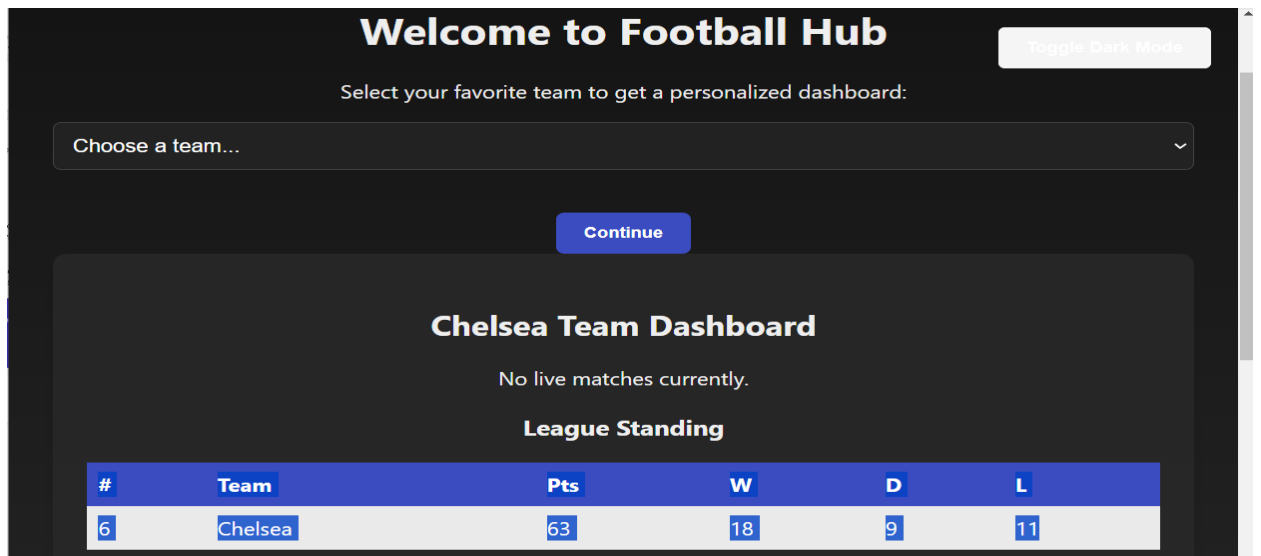 Welcome to Football Hub
Toggle Dark Mode
Select your favorite team to get a personalized dashboard:
Choose a team...
Continue
Chelsea Team Dashboard
No live matches currently.
League Standing
# Team Pts W D L
6 Chelsea 63 18 9 11